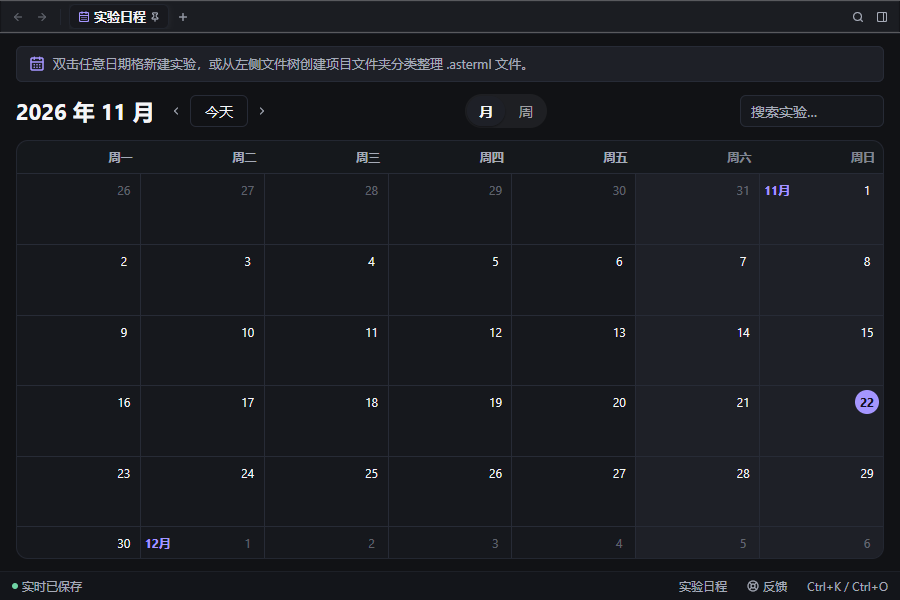 实验日程
双击任意日期格新建实验，或从左侧文件树创建项目文件夹分类整理 .asterml 文件。
2026 年 11 月 今天 月 周 搜索实验...
周一 周二 周三 周四 周五 周六 周日
26 27 28 29 30 31 11月 1
2 3 4 5 6 7 8
9 10 11 12 13 14 15
16 17 18 19 20 21 22
23 24 25 26 27 28 29
30 12月 1 2 3 4 5 6
实时已保存 实验日程 反馈 Ctrl+K / Ctrl+O